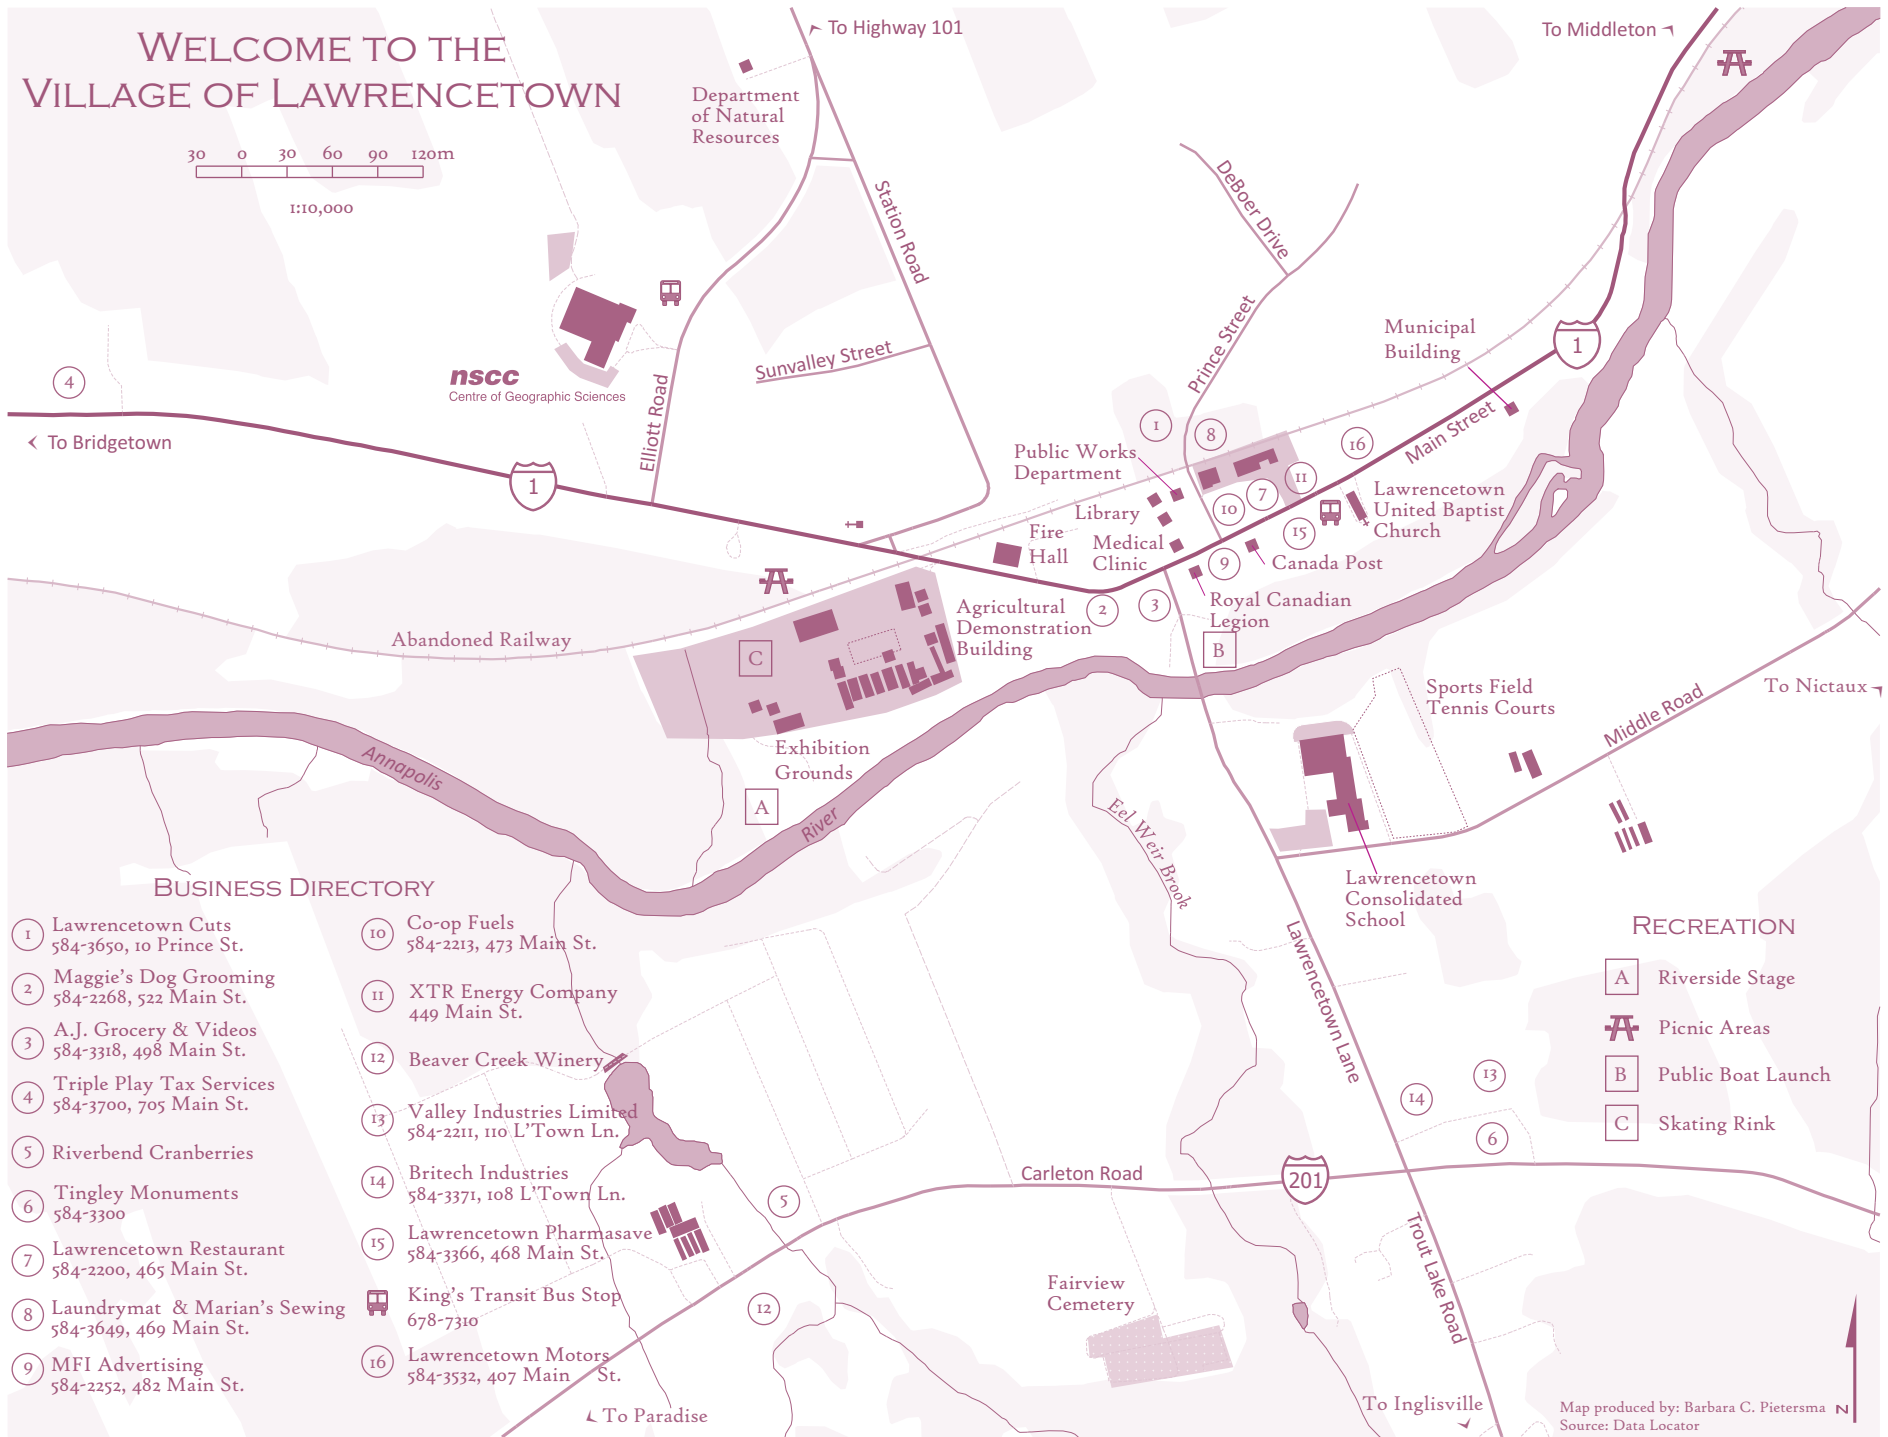 WELCOME TO THE
VILLAGE OF LAWRENCETOWN
30 0 30 60 90 120m
1:10,000
To Highway 101
To Middleton
Department
of Natural
Resources
Station Road
DeBoer Drive
Prince Street
Sunvalley Street
Elliott Road
nscc
Centre of Geographic Sciences
4
To Bridgetown
1
Municipal
Building
1
Main Street
1
8
16
Public Works
Department
11
7
10
Library
Fire
Hall
Medical
Clinic
15
9
Lawrencetown
United Baptist
Church
Canada Post
Royal Canadian
Legion
2
3
B
Abandoned Railway
C
Agricultural
Demonstration
Building
Exhibition
Grounds
A
Annapolis
River
Eel Weir Brook
Sports Field
Tennis Courts
Middle Road
To Nictaux
Lawrencetown
Consolidated
School
Lawrencetown Lane
14
13
6
Carleton Road
201
Trout Lake Road
5
12
Fairview
Cemetery
To Paradise
To Inglisville
BUSINESS DIRECTORY
1
Lawrencetown Cuts
584-3650, 10 Prince St.
2
Maggie's Dog Grooming
584-2268, 522 Main St.
3
A.J. Grocery & Videos
584-3318, 498 Main St.
4
Triple Play Tax Services
584-3700, 705 Main St.
5
Riverbend Cranberries
6
Tingley Monuments
584-3300
7
Lawrencetown Restaurant
584-2200, 465 Main St.
8
Laundrymat & Marian's Sewing
584-3649, 469 Main St.
9
MFI Advertising
584-2252, 482 Main St.
10
Co-op Fuels
584-2213, 473 Main St.
11
XTR Energy Company
449 Main St.
12
Beaver Creek Winery
13
Valley Industries Limited
584-2211, 110 L'Town Ln.
14
Britech Industries
584-3371, 108 L'Town Ln.
15
Lawrencetown Pharmasave
584-3366, 468 Main St.
King's Transit Bus Stop
678-7310
16
Lawrencetown Motors
584-3532, 407 Main St.
RECREATION
A Riverside Stage
Picnic Areas
B Public Boat Launch
C Skating Rink
Map produced by: Barbara C. Pietersma
Source: Data Locator
N